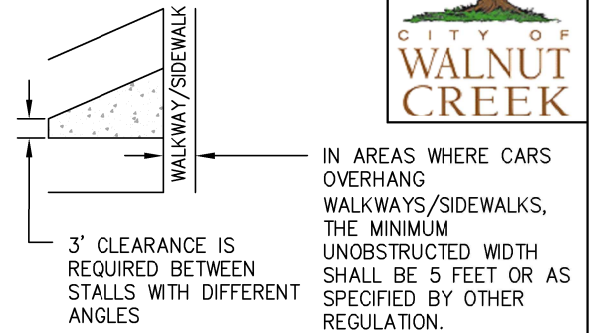 WALKWAY/SIDEWALK
CITY OF
WALNUT
CREEK
3' CLEARANCE IS
REQUIRED BETWEEN
STALLS WITH DIFFERENT
ANGLES
IN AREAS WHERE CARS
OVERHANG
WALKWAYS/SIDEWALKS,
THE MINIMUM
UNOBSTRUCTED WIDTH
SHALL BE 5 FEET OR AS
SPECIFIED BY OTHER
REGULATION.